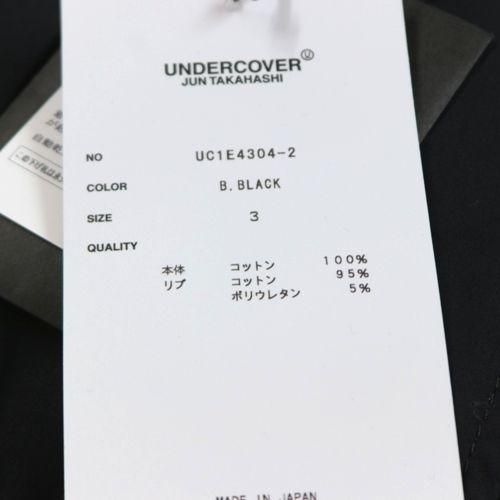 UNDERCOVER
JUN TAKAHASHI
NO UC1E4304-2
COLOR B.BLACK
SIZE 3
QUALITY
本体 コットン 100%
リブ コットン 95%
ポリウレタン 5%
MADE IN JAPAN